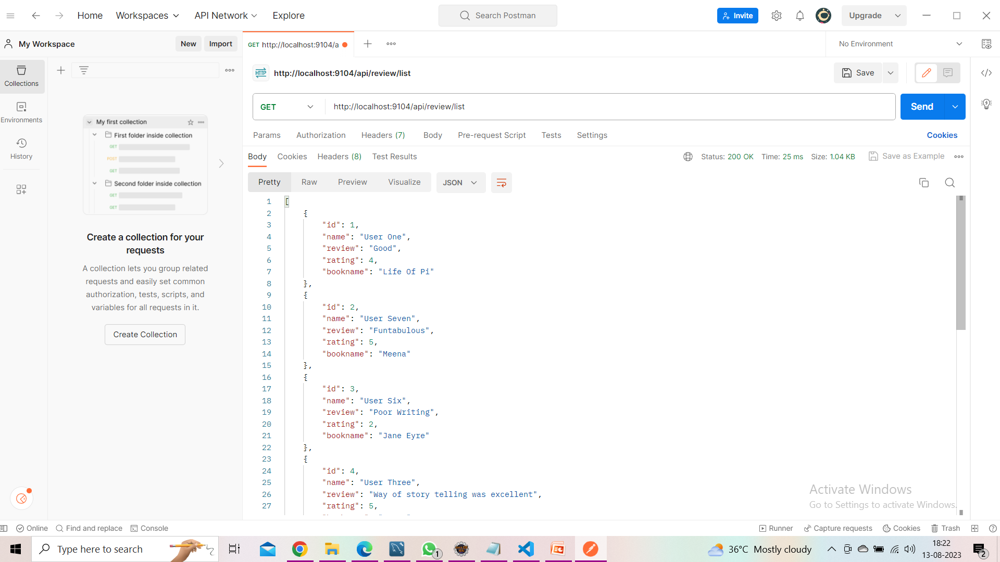 Home Workspaces API Network Explore Search Postman Invite Upgrade
My Workspace New Import GET http://localhost:9104/a No Environment
HTTP http://localhost:9104/api/review/list Save
Collections
Environments
History
My first collection
First folder inside collection
GET
POST
GET
Second folder inside collection
GET
GET
Create a collection for your
requests
A collection lets you group related
requests and easily set common
authorization, tests, scripts, and
variables for all requests in it.
Create Collection
GET http://localhost:9104/api/review/list Send
Params Authorization Headers (7) Body Pre-request Script Tests Settings Cookies
Body Cookies Headers (8) Test Results Status: 200 OK Time: 25 ms Size: 1.04 KB Save as Example
Pretty Raw Preview Visualize JSON
1 [
2 {
3 "id": 1,
4 "name": "User One",
5 "review": "Good",
6 "rating": 4,
7 "bookname": "Life Of Pi"
8 },
9 {
10 "id": 2,
11 "name": "User Seven",
12 "review": "Funtabulous",
13 "rating": 5,
14 "bookname": "Meena"
15 },
16 {
17 "id": 3,
18 "name": "User Six",
19 "review": "Poor Writing",
20 "rating": 2,
21 "bookname": "Jane Eyre"
22 },
23 {
24 "id": 4,
25 "name": "User Three",
26 "review": "Way of story telling was excellent",
27 "rating": 5,
Activate Windows
Go to Settings to activate Windows.
Online Find and replace Console Runner Capture requests Cookies Trash
Type here to search 1 36°C Mostly cloudy 18:22
13-08-2023 2